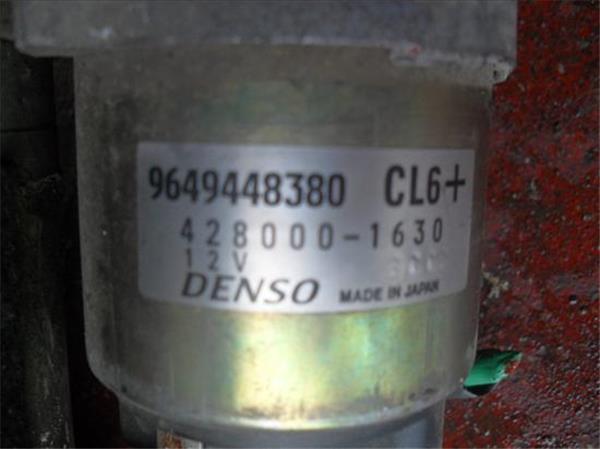 9649448380 CL6+
428000-1630
12V
DENSO MADE IN JAPAN